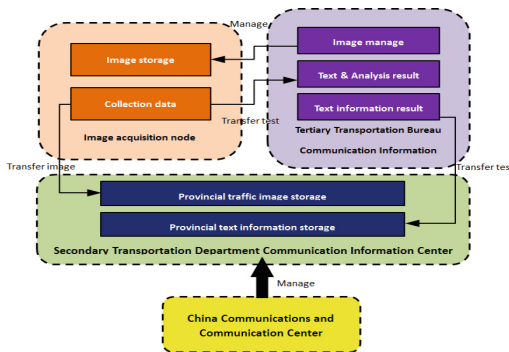 Manage
Image storage
Image manage
Text & Analysis result
Collection data
Text information result
Transfer test
Image acquisition node
Tertiary Transportation Bureau
Communication Information
Transfer image
Transfer tes
Provincial traffic image storage
Provincial text information storage
Secondary Transportation Department Communication Information Center
Manage
China Communications and
Communication Center